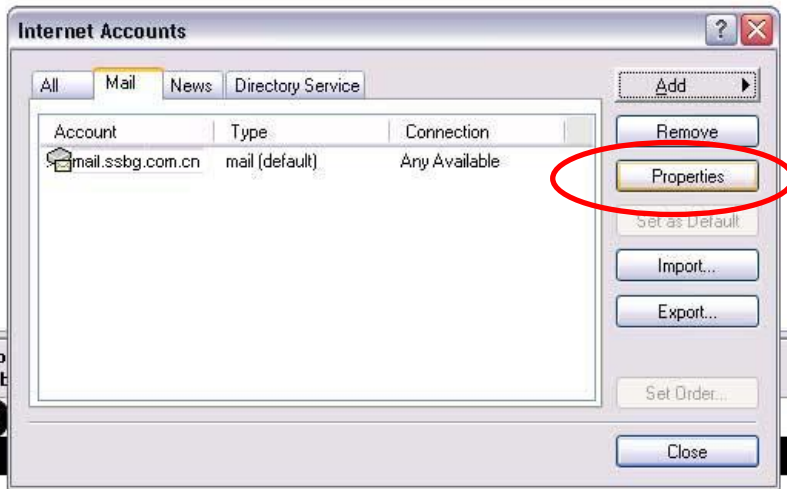 Internet Accounts
All Mail News Directory Service
Add
Account Type Connection
Remove
mail.ssbg.com.cn mail (default) Any Available
Properties
Set as Default
Import...
Export...
Set Order...
Close